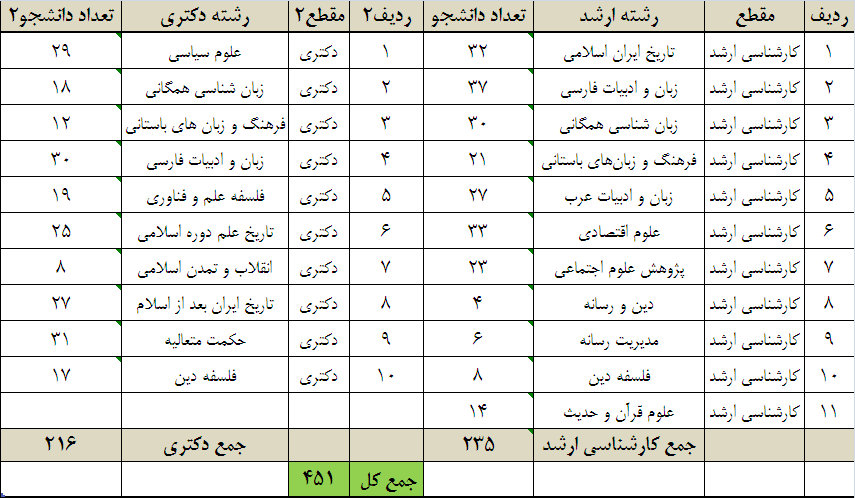 ردیف مقطع رشته ارشد تعداد دانشجو ردیف۲ مقطع۲ رشته دکتری تعداد دانشجو۲
۱ کارشناسی ارشد تاریخ ایران اسلامی ۳۲ ۱ دکتری علوم سیاسی ۲۹
۲ کارشناسی ارشد زبان و ادبیات فارسی ۳۷ ۲ دکتری زبان شناسی همگانی ۱۸
۳ کارشناسی ارشد زبان شناسی همگانی ۳۰ ۳ دکتری فرهنگ و زبان های باستانی ۱۲
۴ کارشناسی ارشد فرهنگ و زبان‌های باستانی ۲۱ ۴ دکتری زبان و ادبیات فارسی ۳۰
۵ کارشناسی ارشد زبان و ادبیات عرب ۲۷ ۵ دکتری فلسفه علم و فناوری ۱۹
۶ کارشناسی ارشد علوم اقتصادی ۳۳ ۶ دکتری تاریخ علم دوره اسلامی ۲۵
۷ کارشناسی ارشد پژوهش علوم اجتماعی ۲۳ ۷ دکتری انقلاب و تمدن اسلامی ۸
۸ کارشناسی ارشد دین و رسانه ۴ ۸ دکتری تاریخ ایران بعد از اسلام ۲۷
۹ کارشناسی ارشد مدیریت رسانه ۶ ۹ دکتری حکمت متعالیه ۳۱
۱۰ کارشناسی ارشد فلسفه دین ۸ ۱۰ دکتری فلسفه دین ۱۷
۱۱ کارشناسی ارشد علوم قرآن و حدیث ۱۴
جمع کارشناسی ارشد ۲۳۵ جمع دکتری ۲۱۶
جمع کل ۴۵۱